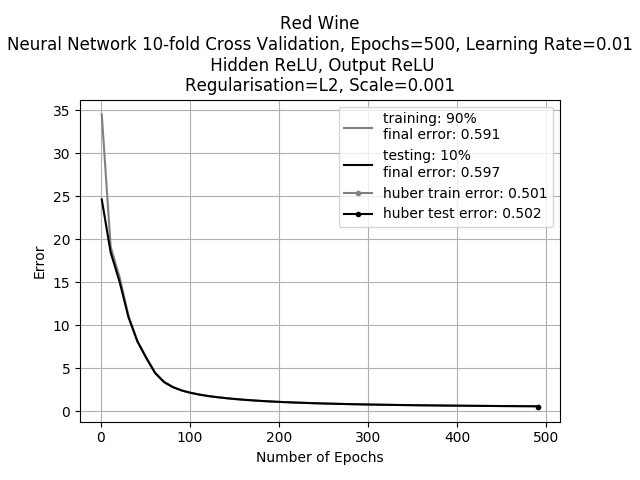 Red Wine
Neural Network 10-fold Cross Validation, Epochs=500, Learning Rate=0.01
Hidden ReLU, Output ReLU
Regularisation=L2, Scale=0.001
training: 90%
final error: 0.591
testing: 10%
final error: 0.597
huber train error: 0.501
huber test error: 0.502
Error
35
30
25
20
15
10
5
0
0 100 200 300 400 500
Number of Epochs